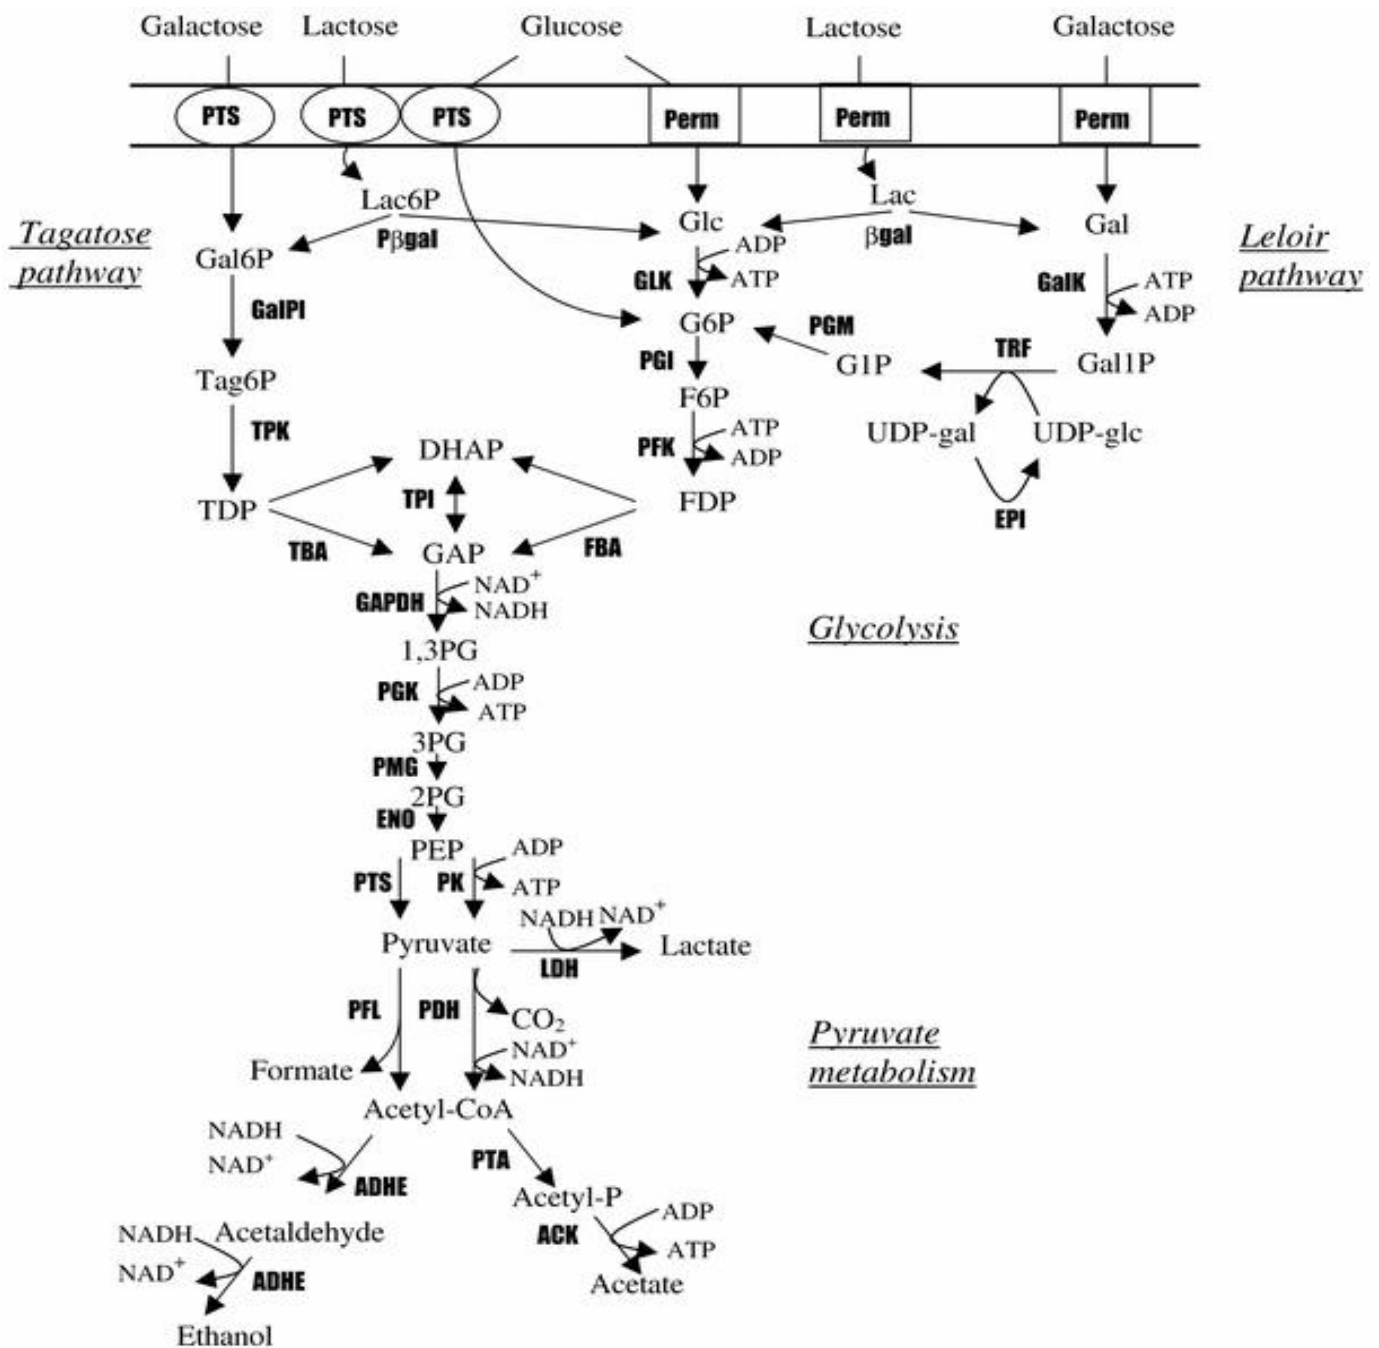 Galactose Lactose Glucose Lactose Galactose
PTS PTS PTS Perm Perm Perm
Lac6P Lac
Glc Gal
Tagatose
pathway
Pβgal βgal
Leloir
pathway
Gal6P
ADP
GLK ATP
GalK ATP
ADP
GalPI
G6P PGM
PGI G1P TRF Gal1P
Tag6P
F6P
TPK
PFK ATP
ADP
UDP-gal UDP-glc
DHAP
TPI
TDP FDP
EPI
TBA GAP FBA
GAPDH NAD+
NADH
Glycolysis
1,3PG
PGK ADP
ATP
3PG
PMG
2PG
ENO
PEP ADP
PTS PK ATP
NADH NAD+
Pyruvate Lactate
LDH
PFL PDH CO2
NAD+
NADH
Pyruvate
metabolism
Formate
Acetyl-CoA
NADH
NAD+
ADHE PTA
Acetyl-P ADP
ACK ATP
Acetate
NADH Acetaldehyde
NAD+ ADHE
Ethanol